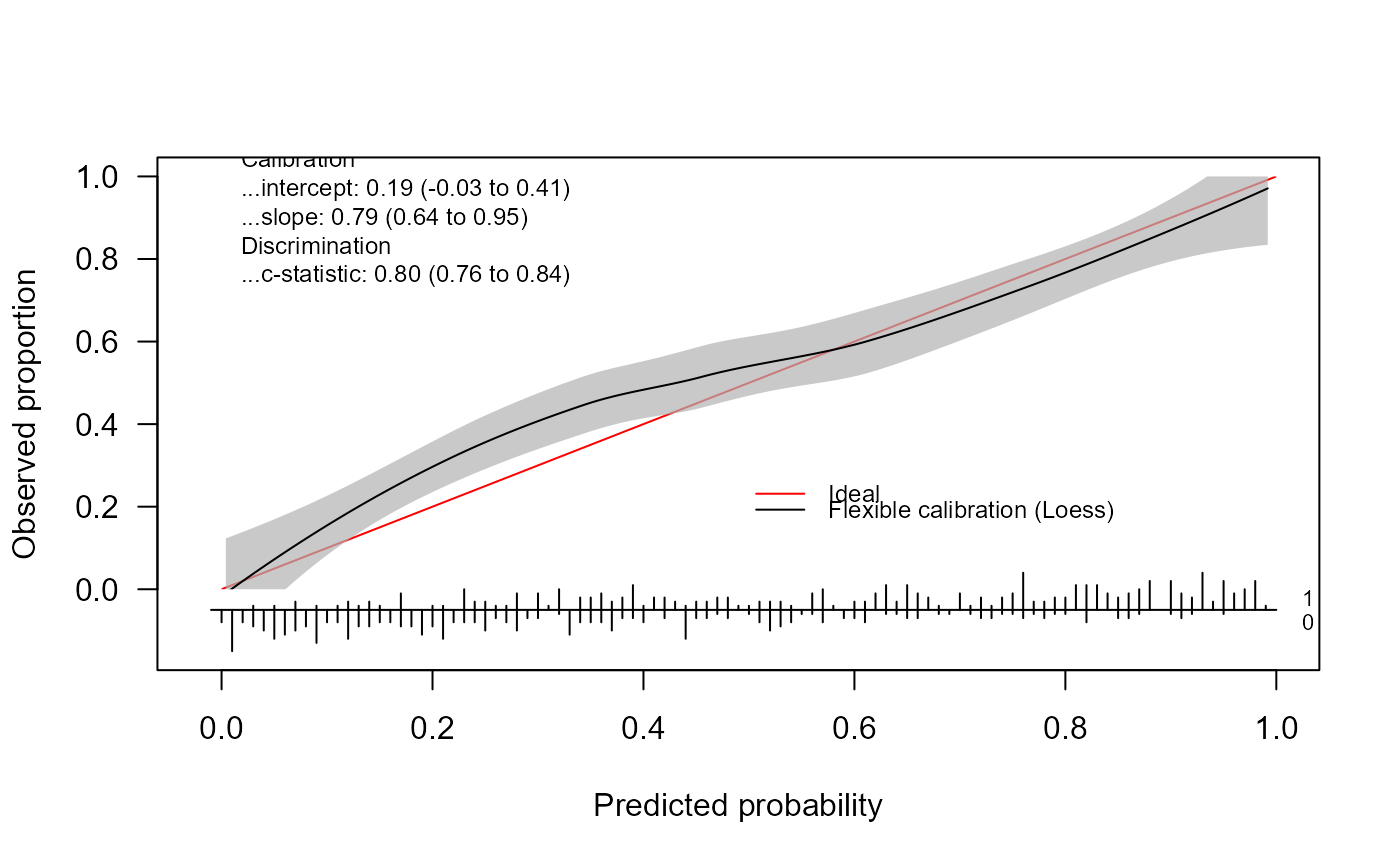 Calibration
...intercept: 0.19 (-0.03 to 0.41)
...slope: 0.79 (0.64 to 0.95)
Discrimination
...c-statistic: 0.80 (0.76 to 0.84)
Observed proportion
1.0
0.8
0.6
0.4
0.2
0.0
Ideal
Flexible calibration (Loess)
1
0
0.0 0.2 0.4 0.6 0.8 1.0
Predicted probability